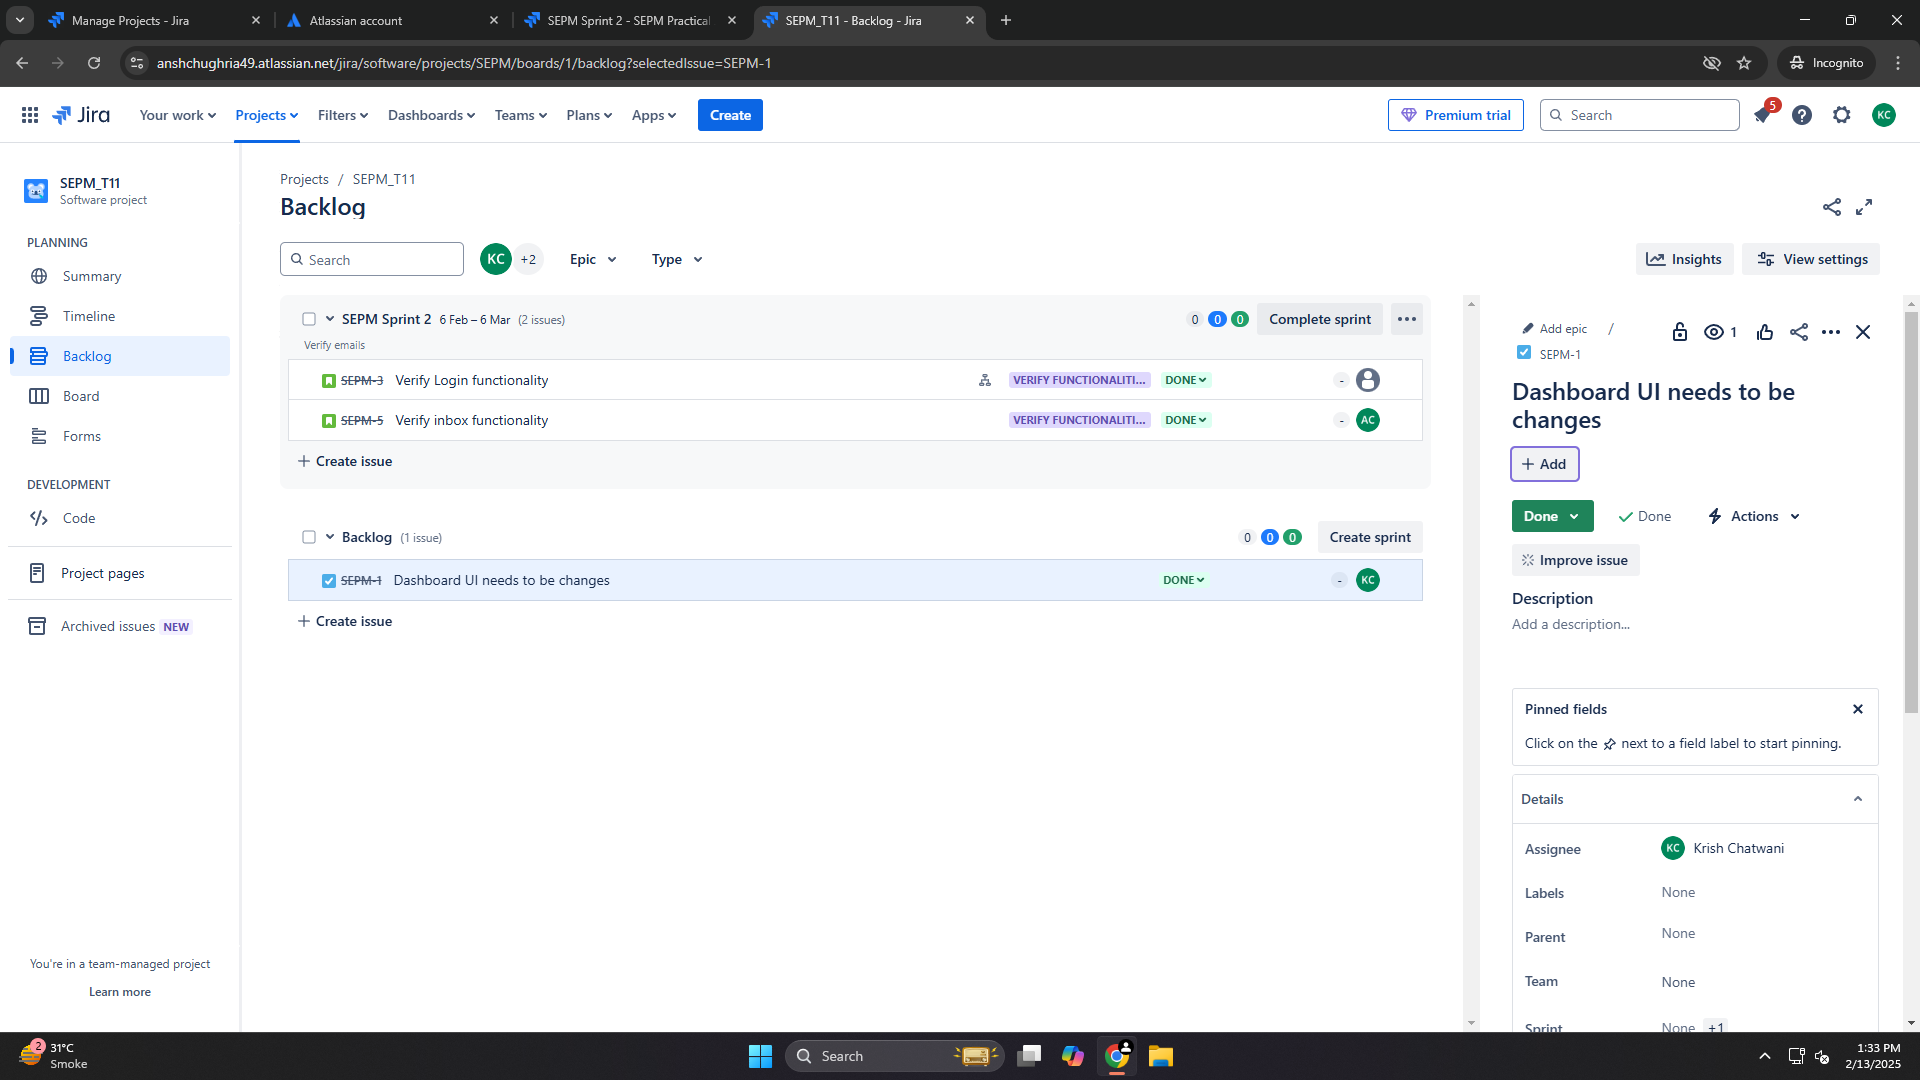 Manage Projects - Jira
Atlassian account
SEPM Sprint 2 - SEPM Practical
SEPM_T11 - Backlog - Jira
anshchughria49.atlassian.net/jira/software/projects/SEPM/boards/1/backlog?selectedIssue=SEPM-1
Incognito
Jira
Your work
Projects
Filters
Dashboards
Teams
Plans
Apps
Create
Premium trial
Search
5
KC
SEPM_T11
Software project
PLANNING
Summary
Timeline
Backlog
Board
Forms
DEVELOPMENT
Code
Project pages
Archived issues NEW
You're in a team-managed project
Learn more
Projects / SEPM_T11
Backlog
Search
KC +2
Epic
Type
Insights
View settings
SEPM Sprint 2 6 Feb – 6 Mar (2 issues)
0 0 0
Complete sprint
Verify emails
SEPM-3 Verify Login functionality
VERIFY FUNCTIONALITI... DONE -
SEPM-5 Verify inbox functionality
VERIFY FUNCTIONALITI... DONE - AC
+ Create issue
Backlog (1 issue)
0 0 0
Create sprint
SEPM-1 Dashboard UI needs to be changes
DONE - KC
+ Create issue
Add epic /
1
SEPM-1
Dashboard UI needs to be
changes
+ Add
Done
Done
Actions
Improve issue
Description
Add a description...
Pinned fields
Click on the next to a field label to start pinning.
Details
Assignee KC Krish Chatwani
Labels None
Parent None
Team None
Sprint None +1
2
31°C
Smoke
Search
1:33 PM
2/13/2025